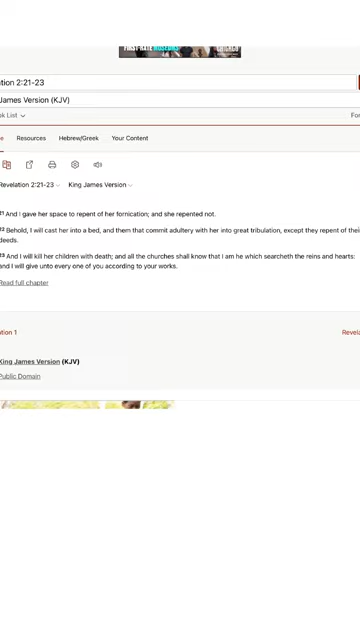 FIRST-RATE MUSEUMS
tion 2:21-23
James Version (KJV)
ok List
For
e
Resources
Hebrew/Greek
Your Content
Revelation 2:21-23
King James Version
21 And I gave her space to repent of her fornication; and she repented not.
22 Behold, I will cast her into a bed, and them that commit adultery with her into great tribulation, except they repent of their
deeds.
23 And I will kill her children with death; and all the churches shall know that I am he which searcheth the reins and hearts:
and I will give unto every one of you according to your works.
Read full chapter
tion 1
Revela
King James Version (KJV)
Public Domain